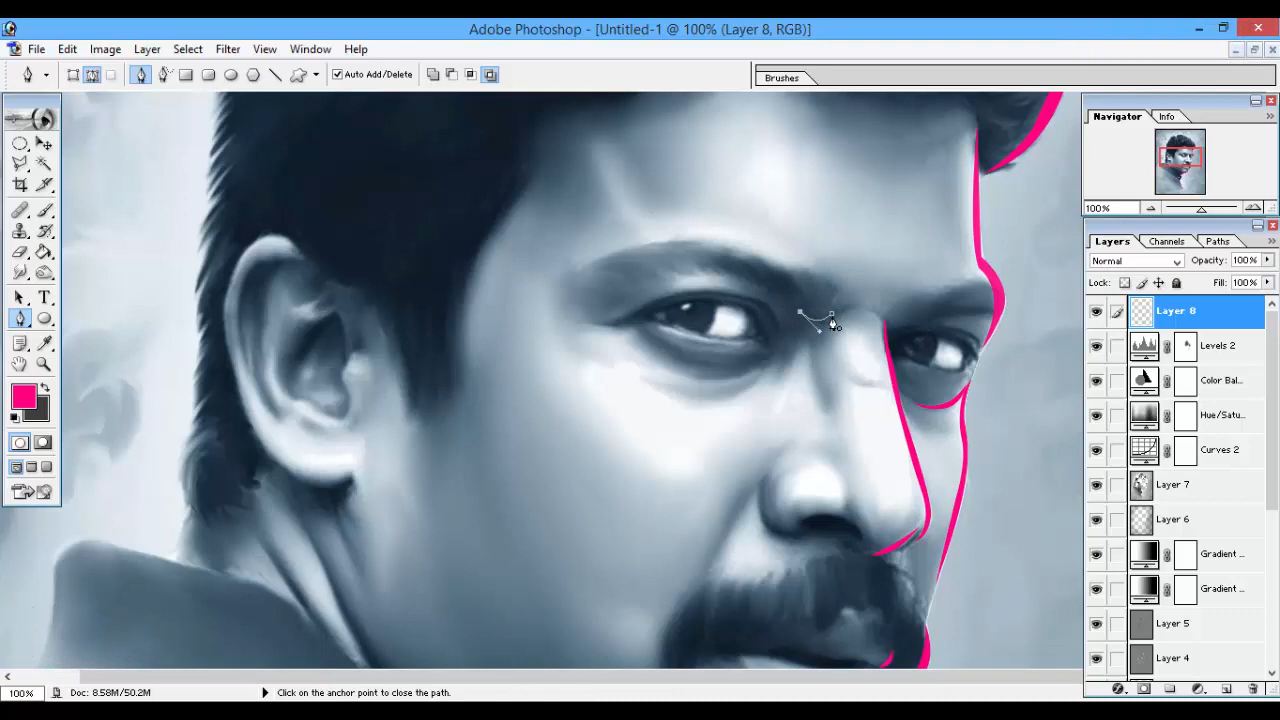 Adobe Photoshop - [Untitled-1 @ 100% (Layer 8, RGB)]
File Edit Image Layer Select Filter View Window Help
Auto Add/Delete
Brushes
Navigator Info
100%
Layers Channels Paths
Normal Opacity: 100%
Lock: Fill: 100%
Layer 8
Levels 2
Color Bal...
Hue/Satu...
Curves 2
Layer 7
Layer 6
Gradient ...
Gradient ...
Layer 5
Layer 4
100% Doc: 8.58M/50.2M Click on the anchor point to close the path.